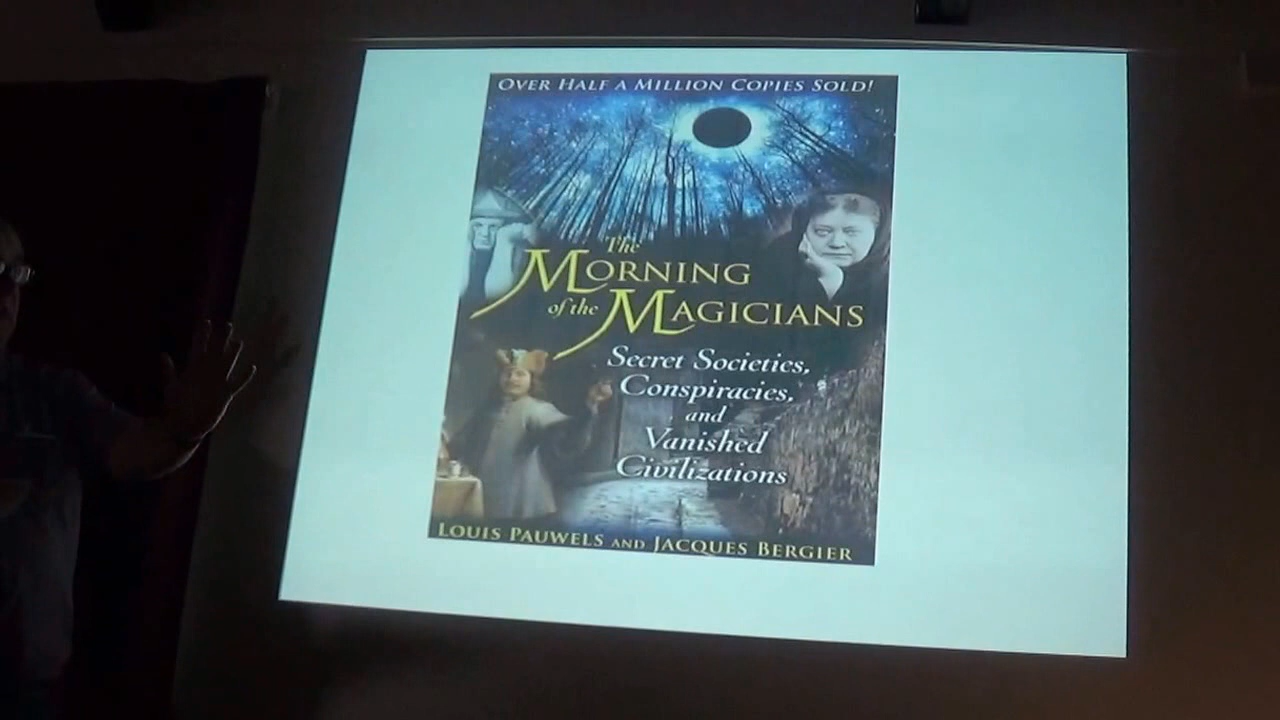 OVER HALF A MILLION COPIES SOLD!
The
MORNING
of the MAGICIANS
Secret Societies,
Conspiracies,
and
Vanished
Civilizations
LOUIS PAUWELS AND JACQUES BERGIER